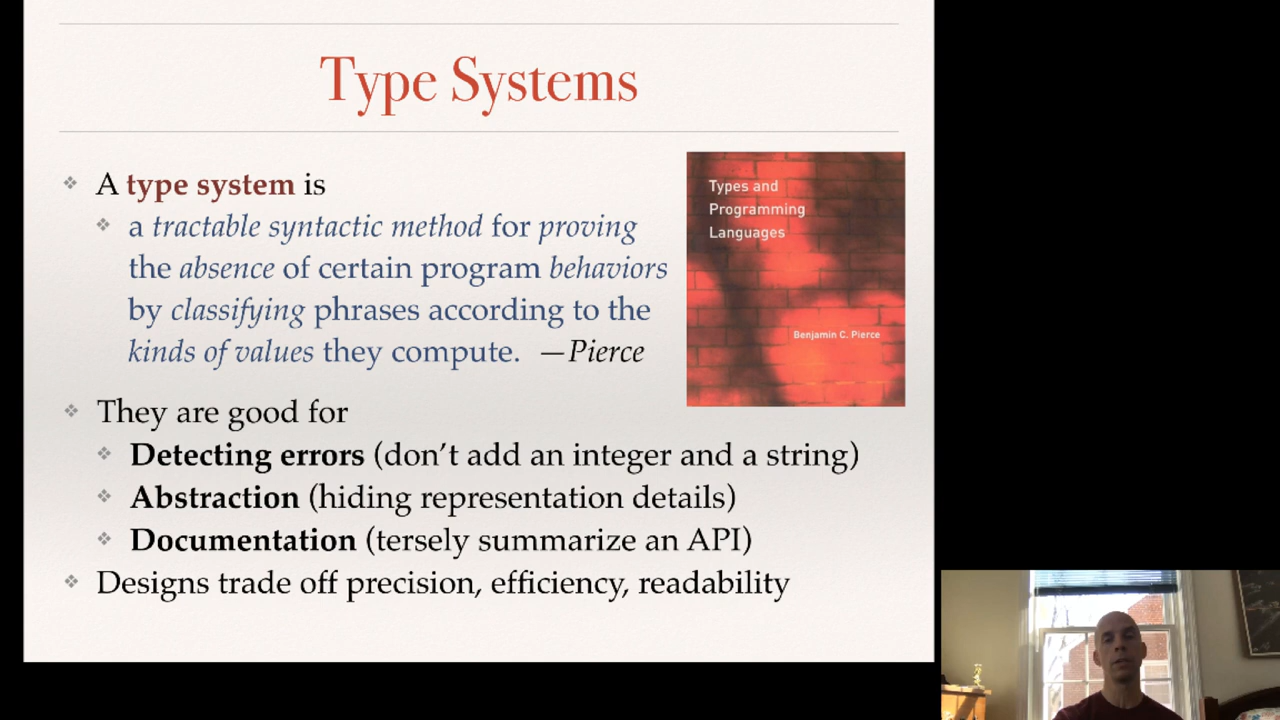 Type Systems
A type system is
a tractable syntactic method for proving
the absence of certain program behaviors
by classifying phrases according to the
kinds of values they compute. —Pierce
Types and
Programming
Languages
Benjamin C. Pierce
They are good for
Detecting errors (don't add an integer and a string)
Abstraction (hiding representation details)
Documentation (tersely summarize an API)
Designs trade off precision, efficiency, readability